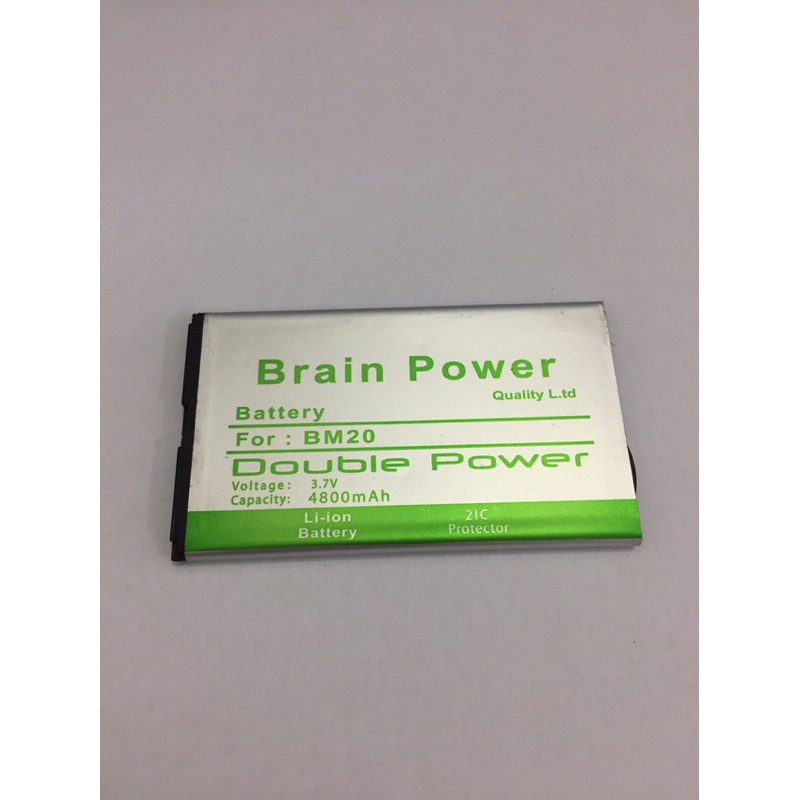 Brain Power
Quality L.td
Battery
For : BM20
Double Power
Voltage : 3.7V
Capacity: 4800mAh
Li-ion
Battery
2IC
Protector